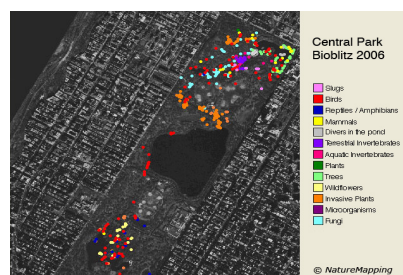 Central Park
Bioblitz 2006
Slugs
Birds
Reptiles / Amphibians
Mammals
Divers in the pond
Terrestrial Invertebrates
Aquatic Invertebrates
Plants
Trees
Wildflowers
Invasive Plants
Microorganisms
Fungi
© NatureMapping